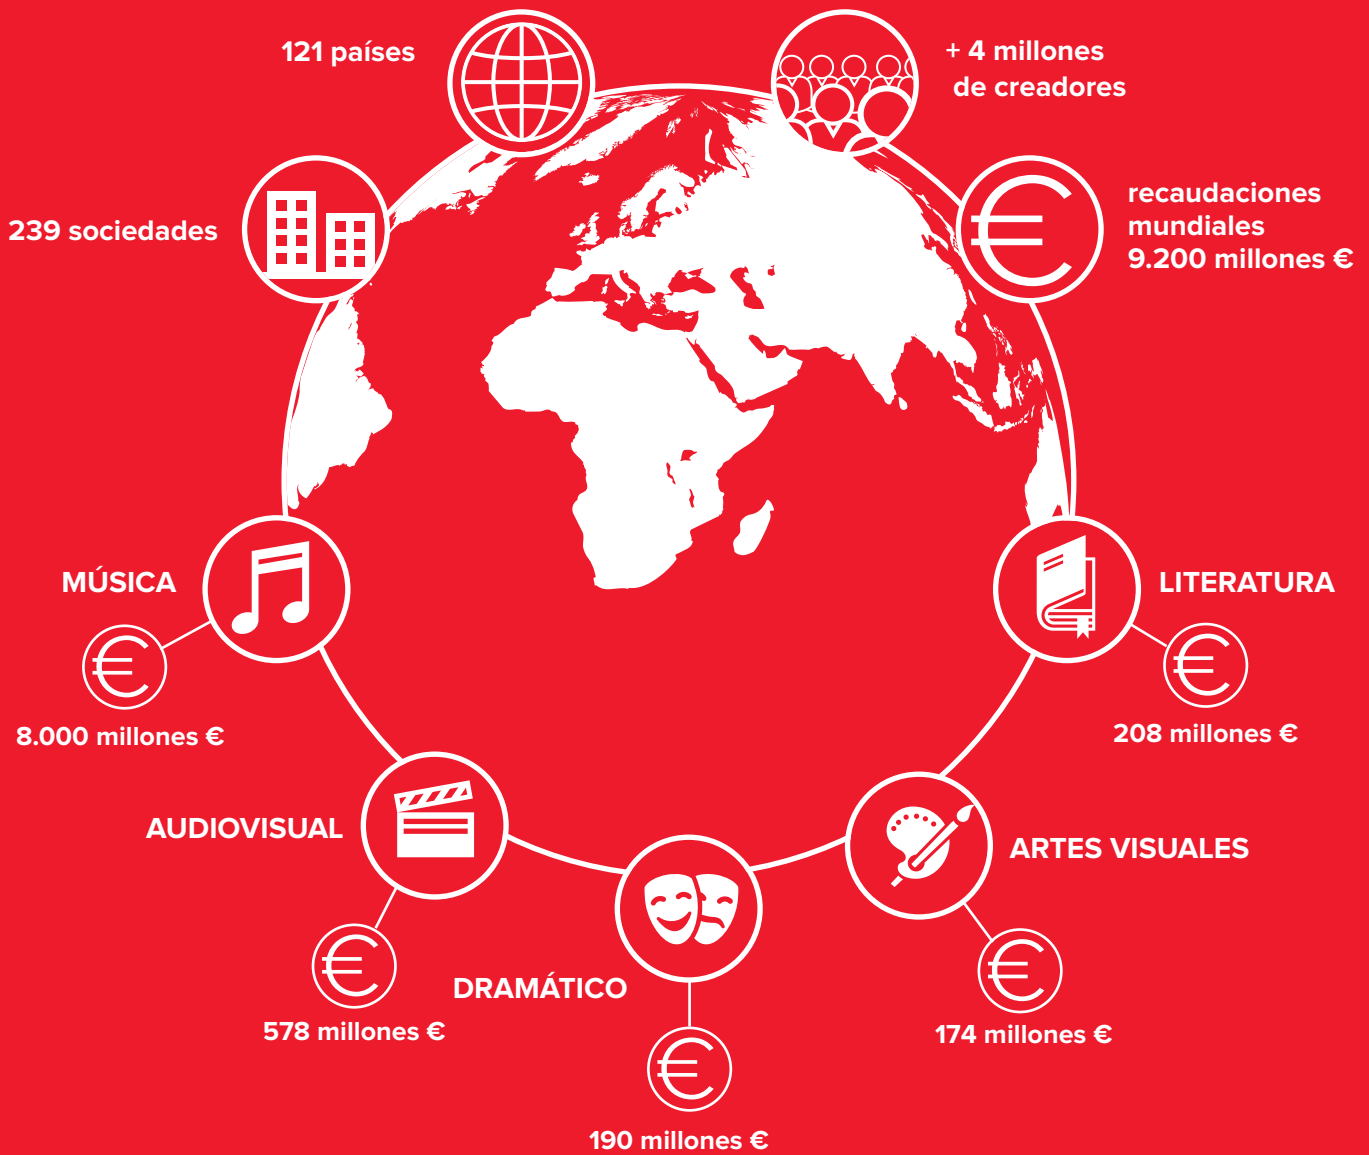 121 países
+ 4 millones
de creadores
239 sociedades
recaudaciones
mundiales
9.200 millones €
MÚSICA
8.000 millones €
LITERATURA
208 millones €
AUDIOVISUAL
578 millones €
ARTES VISUALES
174 millones €
DRAMÁTICO
190 millones €